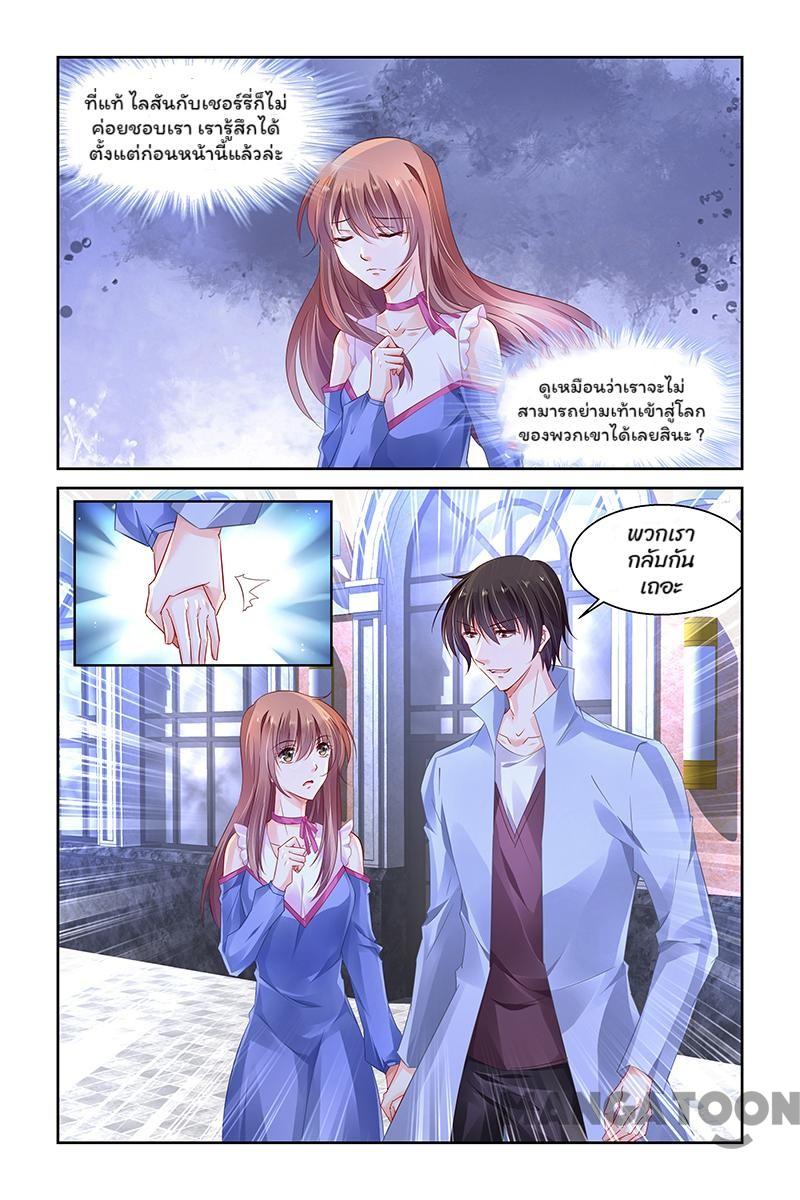 ที่แท้ ไลสันกับเชอร์รี่ก็ไม่
ค่อยชอบเรา เรารู้สึกได้
ตั้งแต่ก่อนหน้านี้แล้วล่ะ
ดูเหมือนว่าเราจะไม่
สามารถย่ามเท้าเข้าสู่โลก
ของพวกเขาได้เลยสินะ ?
พวกเรา
กลับกัน
เถอะ
MANGATOON